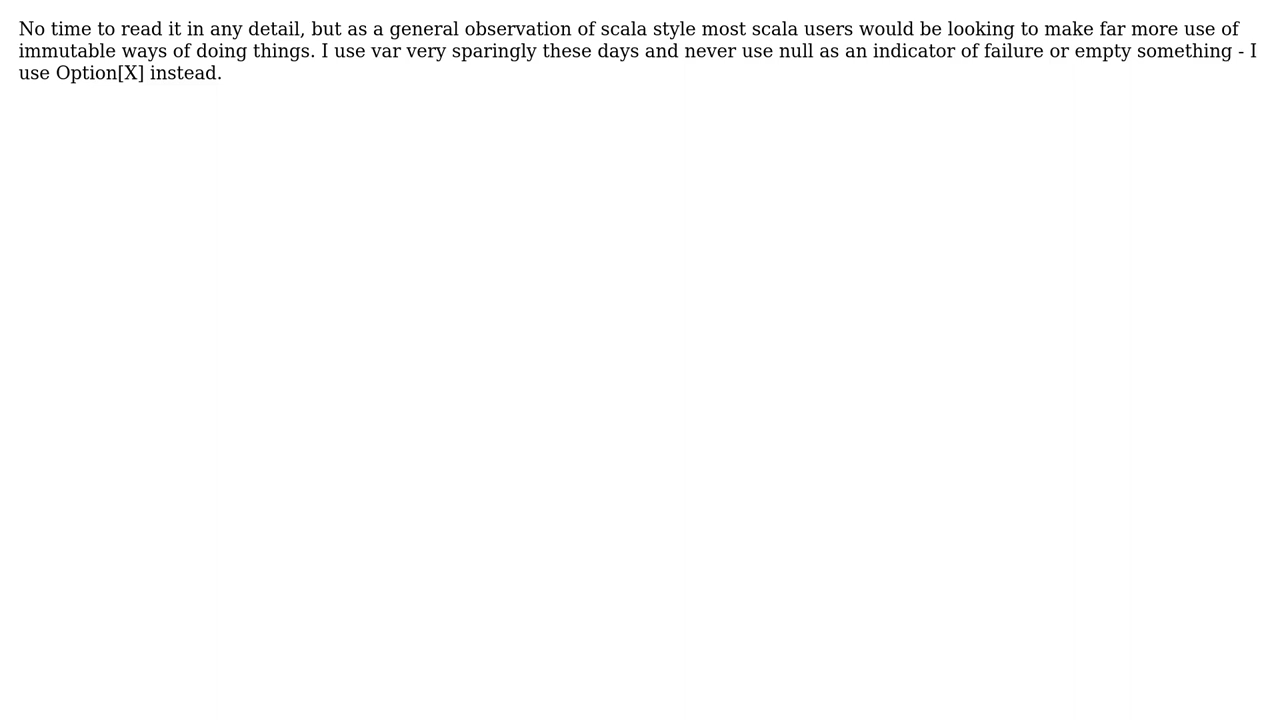 No time to read it in any detail, but as a general observation of scala style most scala users would be looking to make far more use of
immutable ways of doing things. I use var very sparingly these days and never use null as an indicator of failure or empty something - I
use Option[X] instead.